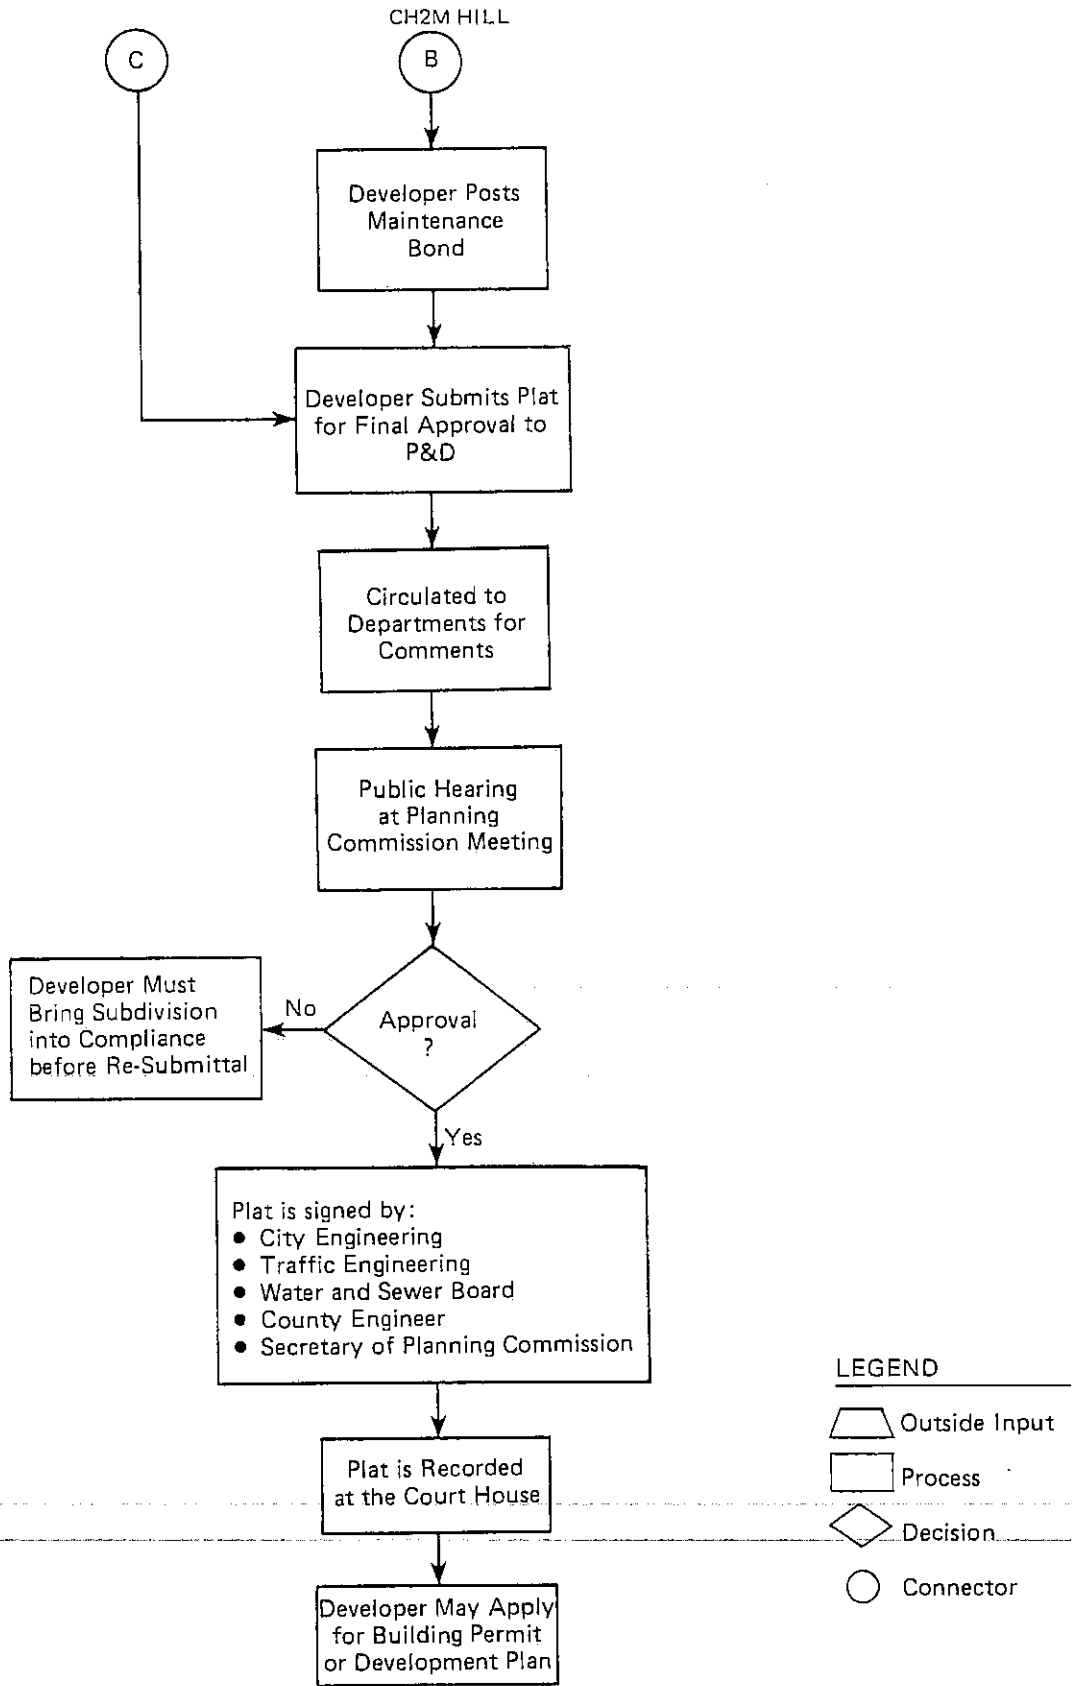 CH2M HILL
C
B
Developer Posts
Maintenance
Bond
Developer Submits Plat
for Final Approval to
P&D
Circulated to
Departments for
Comments
Public Hearing
at Planning
Commission Meeting
Developer Must
Bring Subdivision
into Compliance
before Re-Submittal
No
Approval
?
Yes
Plat is signed by:
● City Engineering
● Traffic Engineering
● Water and Sewer Board
● County Engineer
● Secretary of Planning Commission
Plat is Recorded
at the Court House
Developer May Apply
for Building Permit
or Development Plan
LEGEND
Outside Input
Process
Decision
Connector